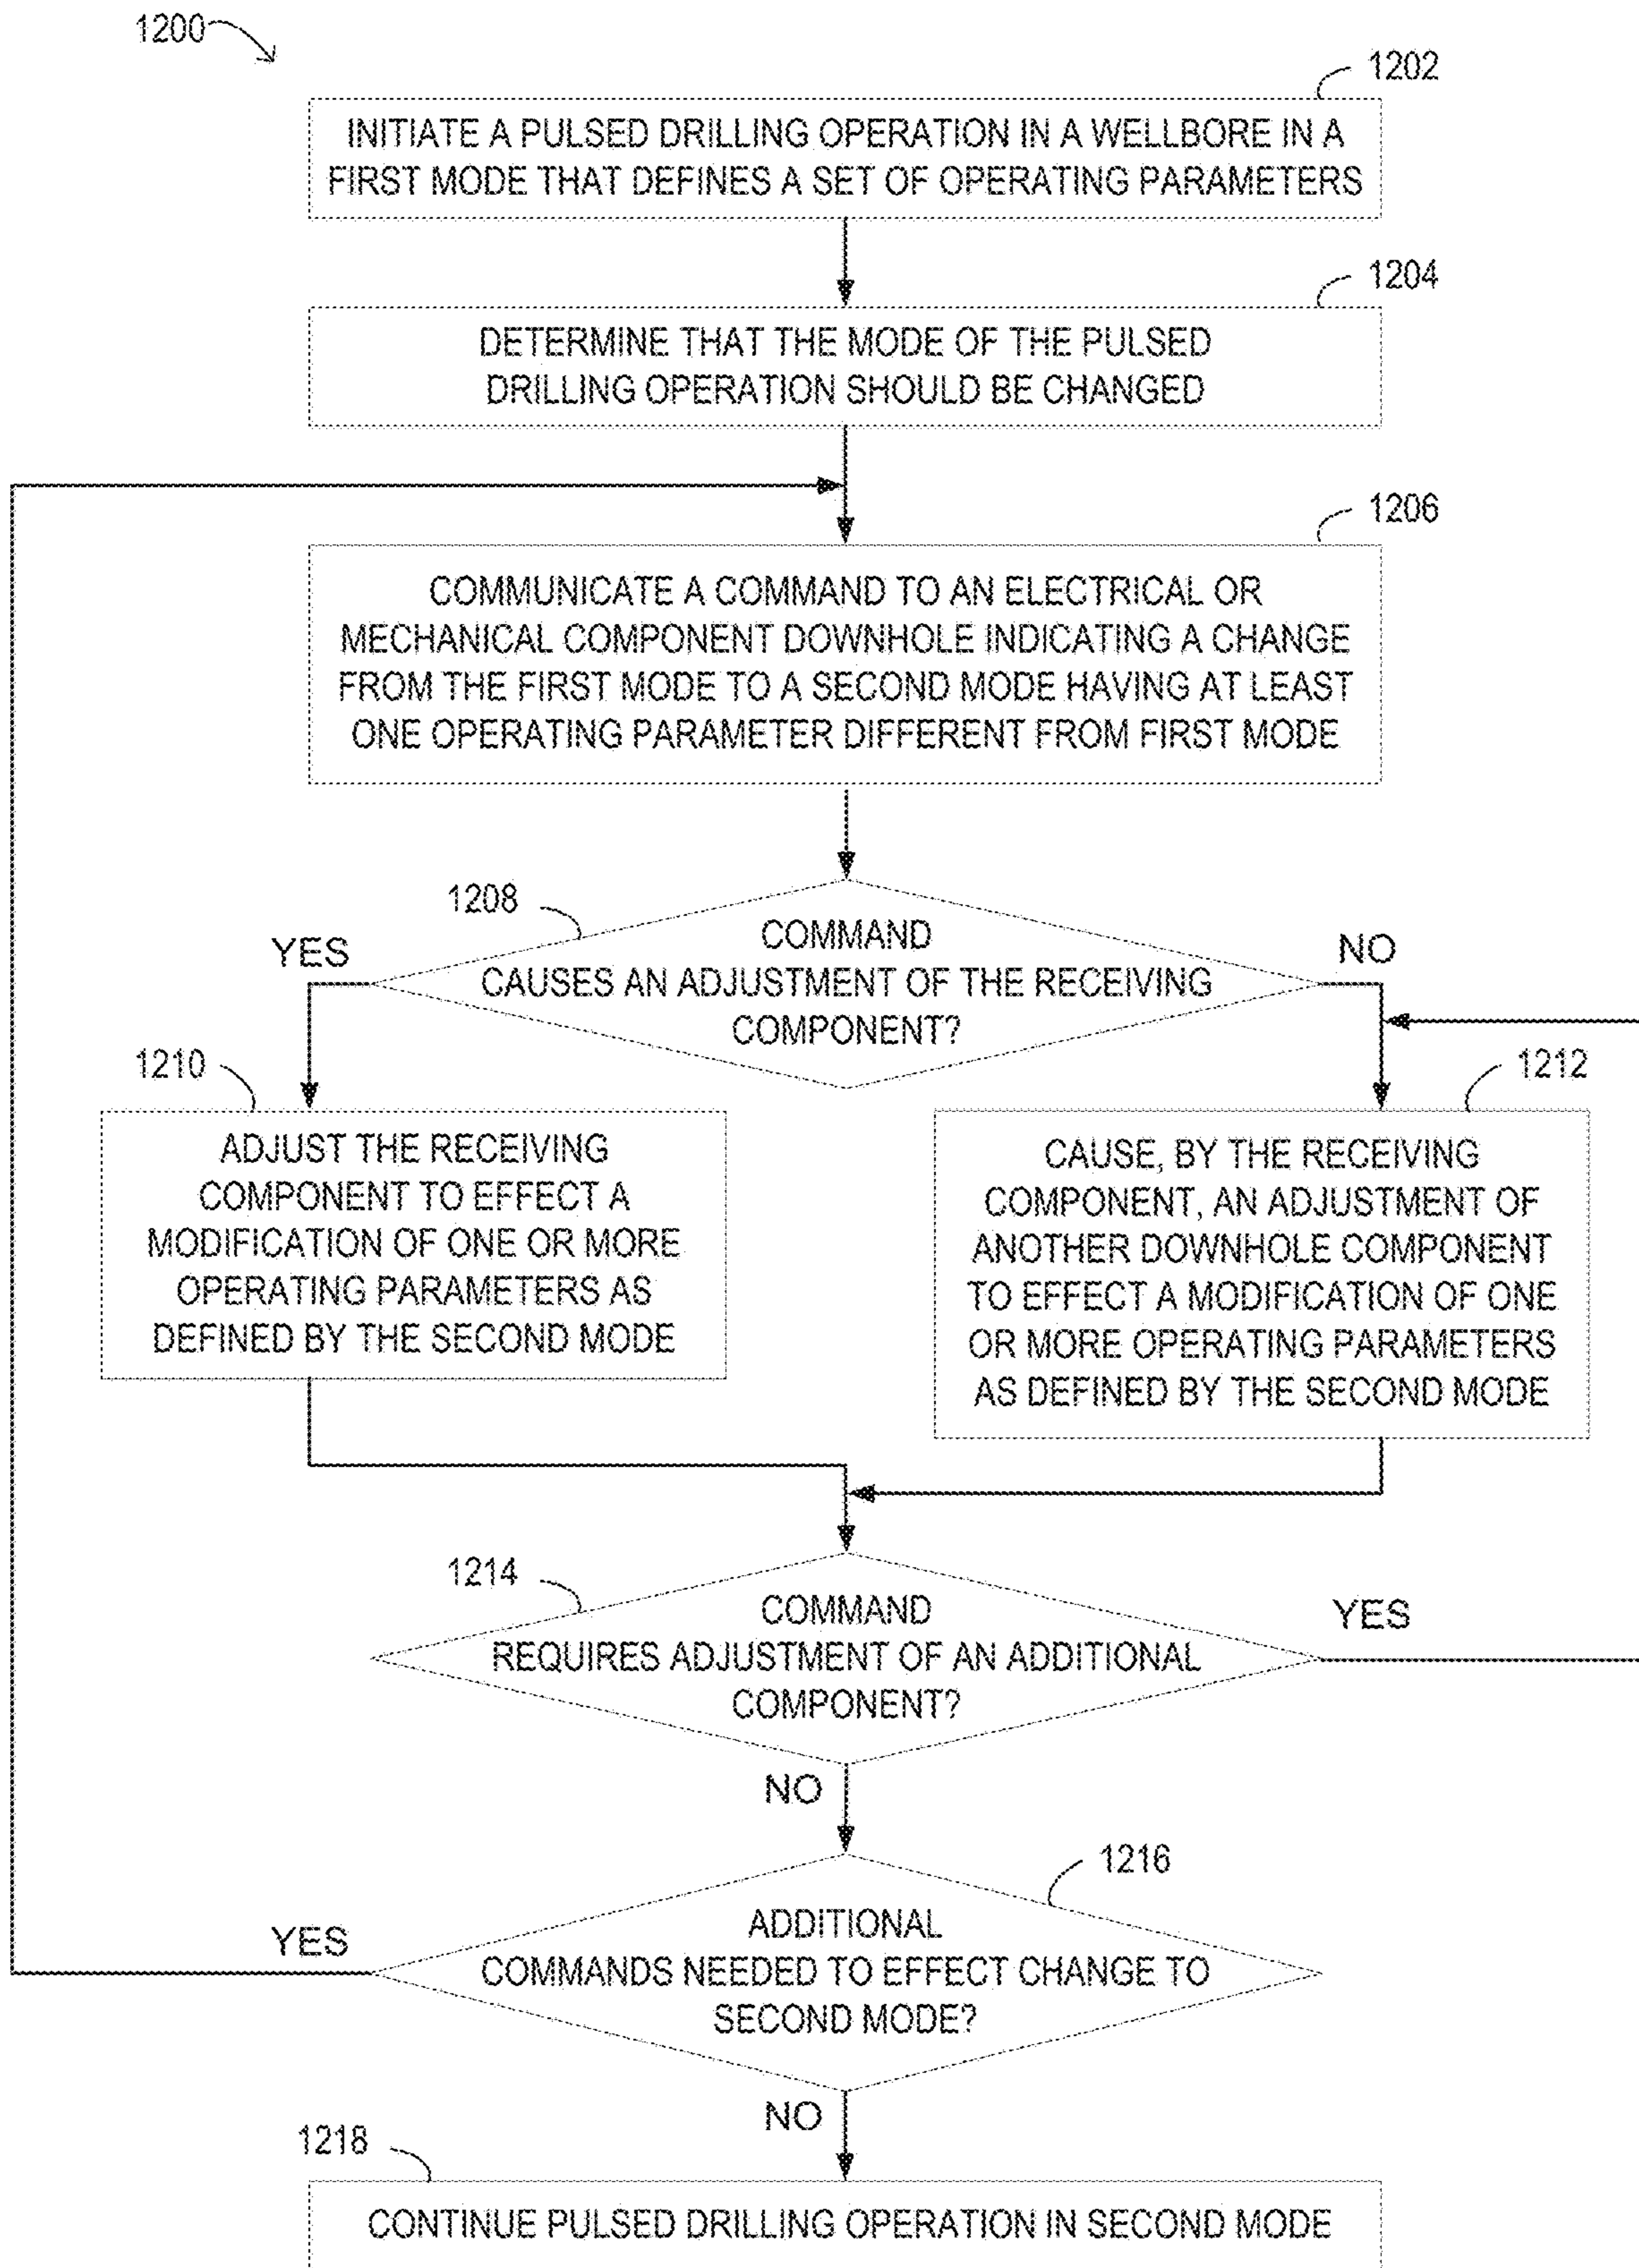 1200
1202
INITIATE A PULSED DRILLING OPERATION IN A WELLBORE IN A
FIRST MODE THAT DEFINES A SET OF OPERATING PARAMETERS
1204
DETERMINE THAT THE MODE OF THE PULSED
DRILLING OPERATION SHOULD BE CHANGED
1206
COMMUNICATE A COMMAND TO AN ELECTRICAL OR
MECHANICAL COMPONENT DOWNHOLE INDICATING A CHANGE
FROM THE FIRST MODE TO A SECOND MODE HAVING AT LEAST
ONE OPERATING PARAMETER DIFFERENT FROM FIRST MODE
1208
COMMAND
CAUSES AN ADJUSTMENT OF THE RECEIVING
COMPONENT?
YES
NO
1210
ADJUST THE RECEIVING
COMPONENT TO EFFECT A
MODIFICATION OF ONE OR MORE
OPERATING PARAMETERS AS
DEFINED BY THE SECOND MODE
1212
CAUSE, BY THE RECEIVING
COMPONENT, AN ADJUSTMENT OF
ANOTHER DOWNHOLE COMPONENT
TO EFFECT A MODIFICATION OF ONE
OR MORE OPERATING PARAMETERS
AS DEFINED BY THE SECOND MODE
1214
COMMAND
REQUIRES ADJUSTMENT OF AN ADDITIONAL
COMPONENT?
YES
NO
1216
ADDITIONAL
COMMANDS NEEDED TO EFFECT CHANGE TO
SECOND MODE?
YES
NO
1218
CONTINUE PULSED DRILLING OPERATION IN SECOND MODE